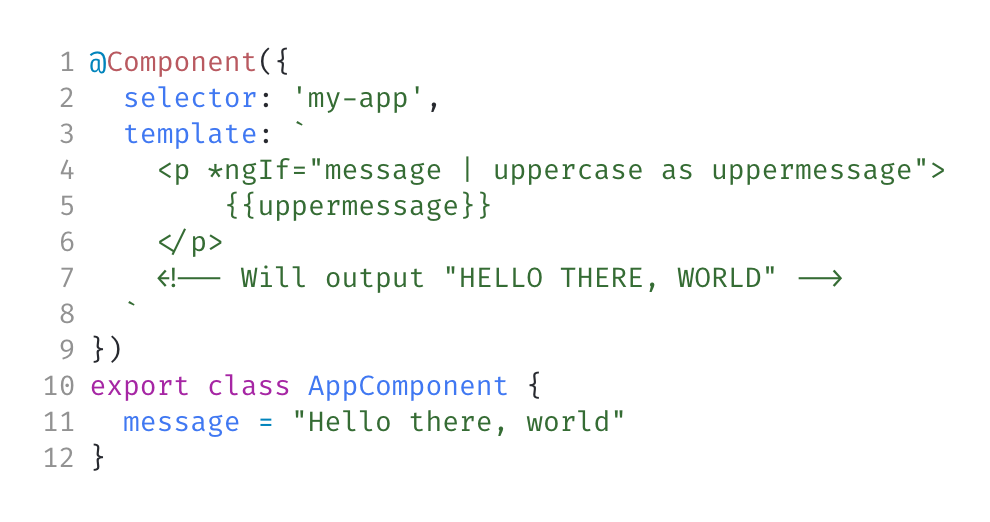 1 @Component({
2   selector: 'my-app',
3   template: `
4     <p *ngIf="message | uppercase as uppermessage">
5         {{uppermessage}}
6     </p>
7     <!-- Will output "HELLO THERE, WORLD" -->
8   `
9 })
10 export class AppComponent {
11   message = "Hello there, world"
12 }